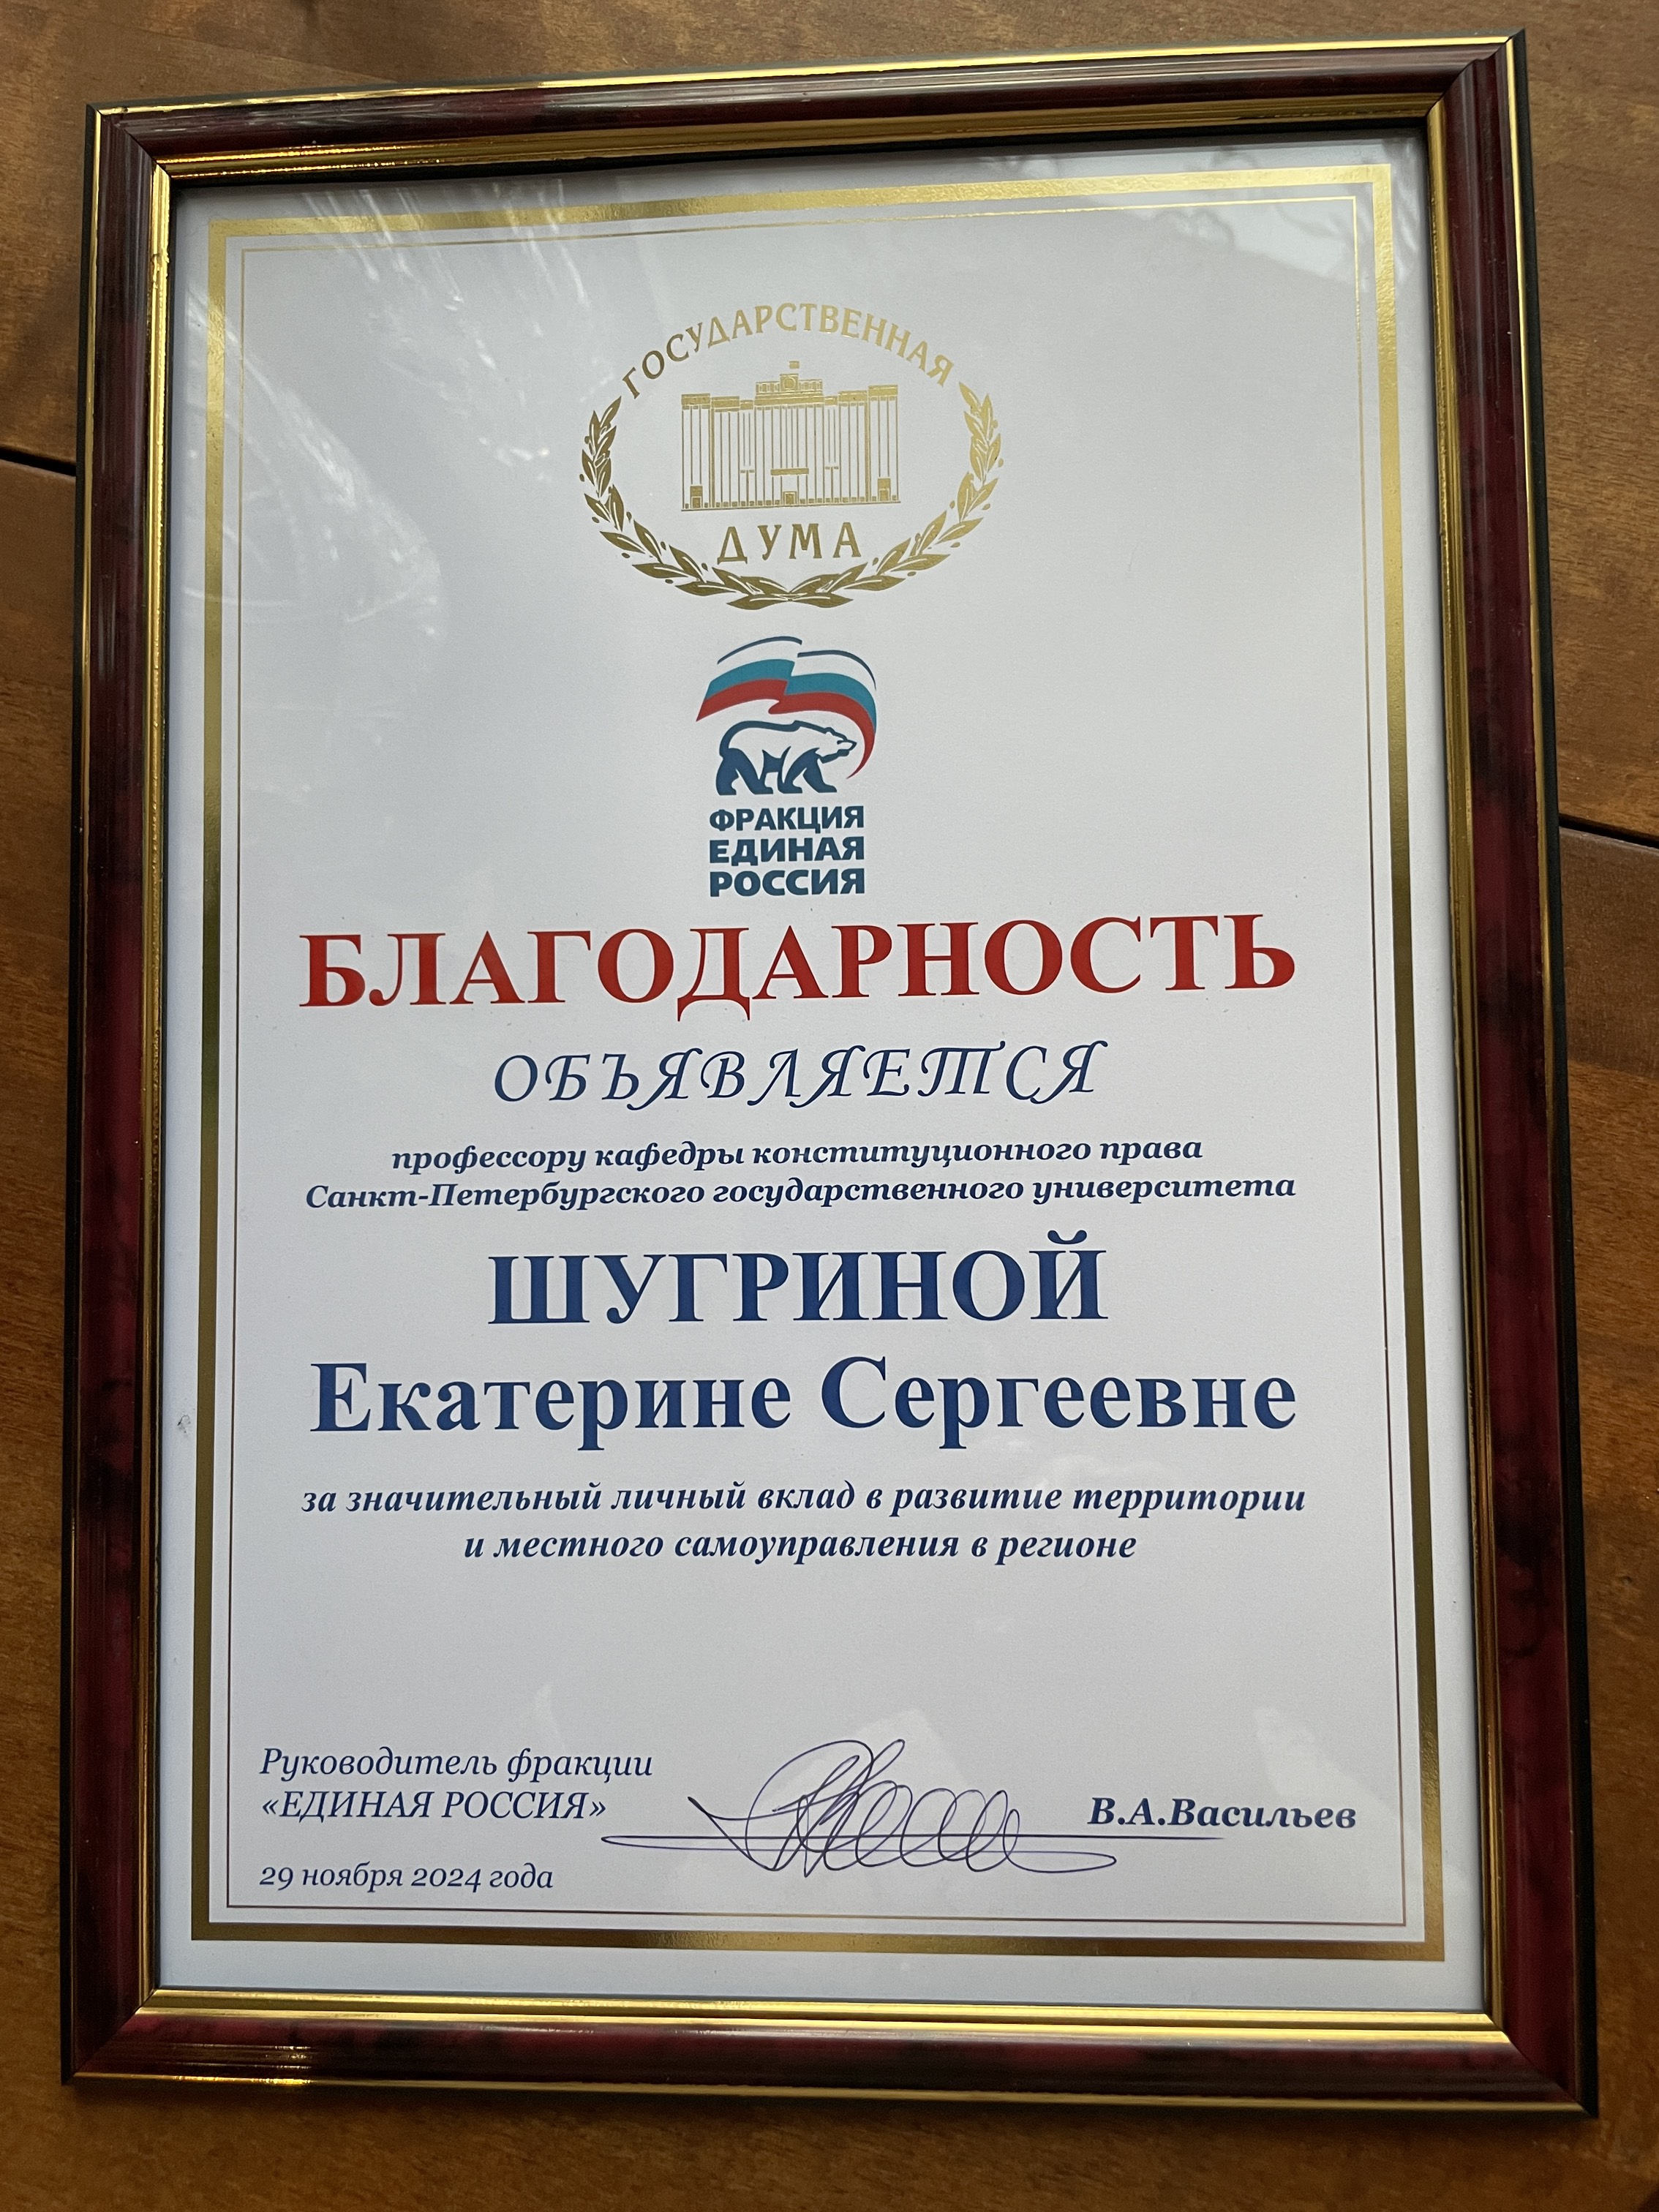 ГОСУДАРСТВЕННАЯ
ДУМА
ФРАКЦИЯ
ЕДИНАЯ
РОССИЯ
БЛАГОДАРНОСТЬ
ОБЪЯВЛЯЕТСЯ
профессору кафедры конституционного права
Санкт-Петербургского государственного университета
ШУГРИНОЙ
Екатерине Сергеевне
за значительный личный вклад в развитие территории
и местного самоуправления в регионе
Руководитель фракции
«ЕДИНАЯ РОССИЯ»
В.А.Васильев
29 ноября 2024 года